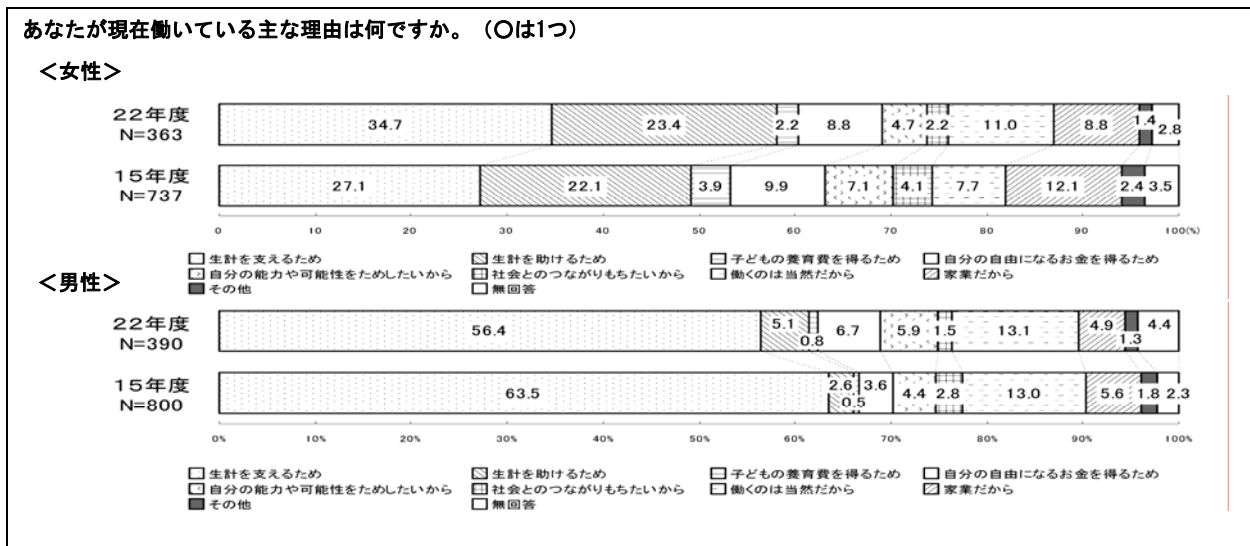 あなたが現在働いている主な理由は何ですか。（○は1つ）
＜女性＞
22年度
N=363
34.7 23.4 2.2 8.8 4.7 2.2 11.0 8.8 1.4 2.8
15年度
N=737
27.1 22.1 3.9 9.9 7.1 4.1 7.7 12.1 2.4 3.5
0 10 20 30 40 50 60 70 80 90 100(%)
生計を支えるため 生計を助けるため 子どもの養育費を得るため 自分の自由になるお金を得るため
自分の能力や可能性をためしたいから 社会とのつながりもちたいから 働くのは当然だから 家業だから
その他 無回答
＜男性＞
22年度
N=390
56.4 5.1 0.8 6.7 5.9 1.5 13.1 4.9 1.3 4.4
15年度
N=800
63.5 2.6 0.5 3.6 4.4 2.8 13.0 5.6 1.8 2.3
0% 10% 20% 30% 40% 50% 60% 70% 80% 90% 100%
生計を支えるため 生計を助けるため 子どもの養育費を得るため 自分の自由になるお金を得るため
自分の能力や可能性をためしたいから 社会とのつながりもちたいから 働くのは当然だから 家業だから
その他 無回答